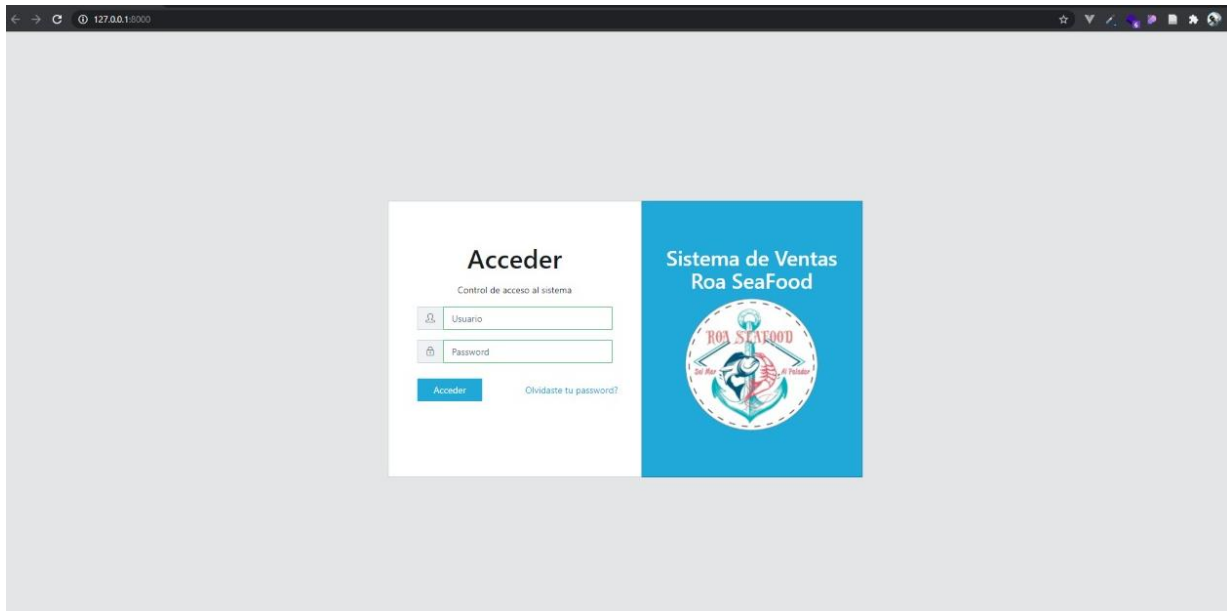 127.0.0.1:8000
Acceder
Control de acceso al sistema
Usuario
Password
Acceder
Olvidaste tu password?
Sistema de Ventas
Roa SeaFood
ROA SEAFOOD
Del Mar
Al Paladar